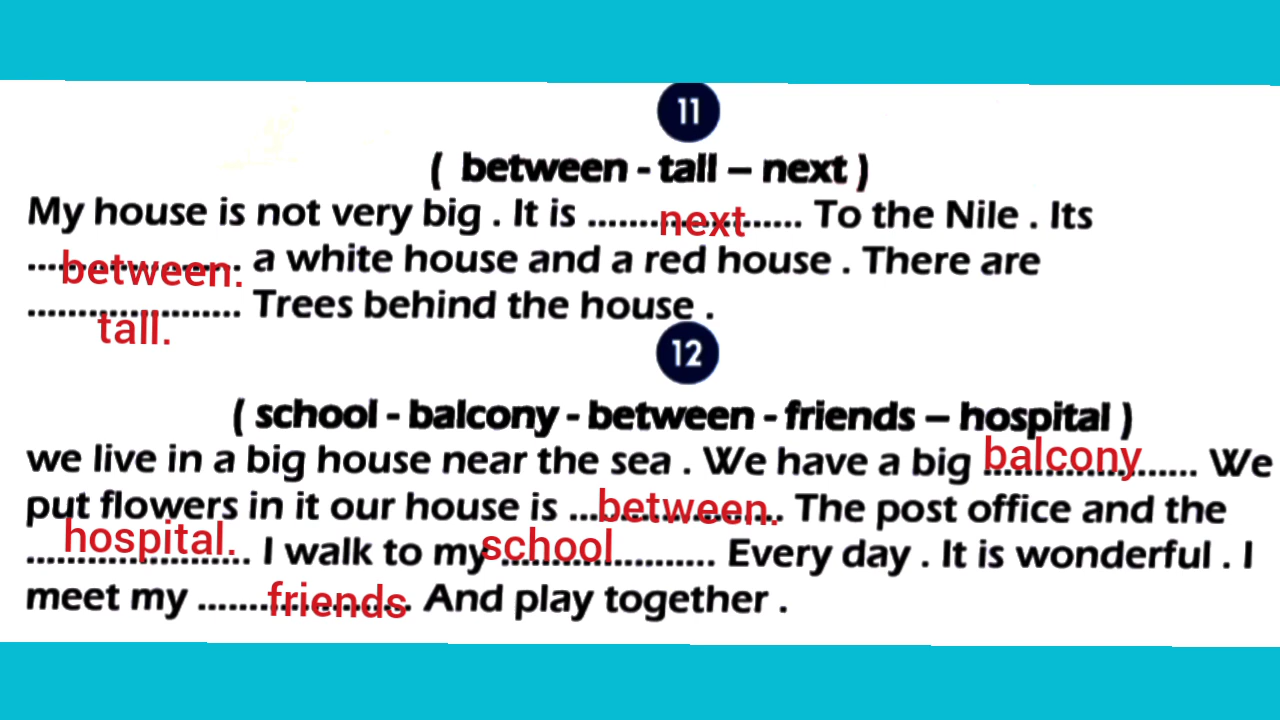 11
( between - tall – next )
My house is not very big . It is ........next........ To the Nile . Its
....between. a white house and a red house . There are
..................... Trees behind the house .
tall.
12
( school - balcony - between - friends – hospital )
we live in a big house near the sea . We have a big balcony........ We
put flowers in it our house is ...between. The post office and the
...hospital. I walk to my school.......... Every day . It is wonderful . I
meet my .......friends And play together .